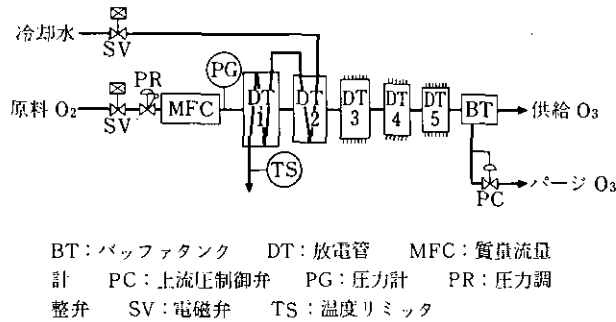 冷却水
SV
PG
PR
原料 O₂
SV
MFC
DT
1
DT
2
DT
3
DT
4
DT
5
BT
供給 O₃
TS
PC
パージ O₃
BT：バッファタンク DT：放電管 MFC：質量流量
計 PC：上流圧制御弁 PG：圧力計 PR：圧力調
整弁 SV：電磁弁 TS：温度リミッタ